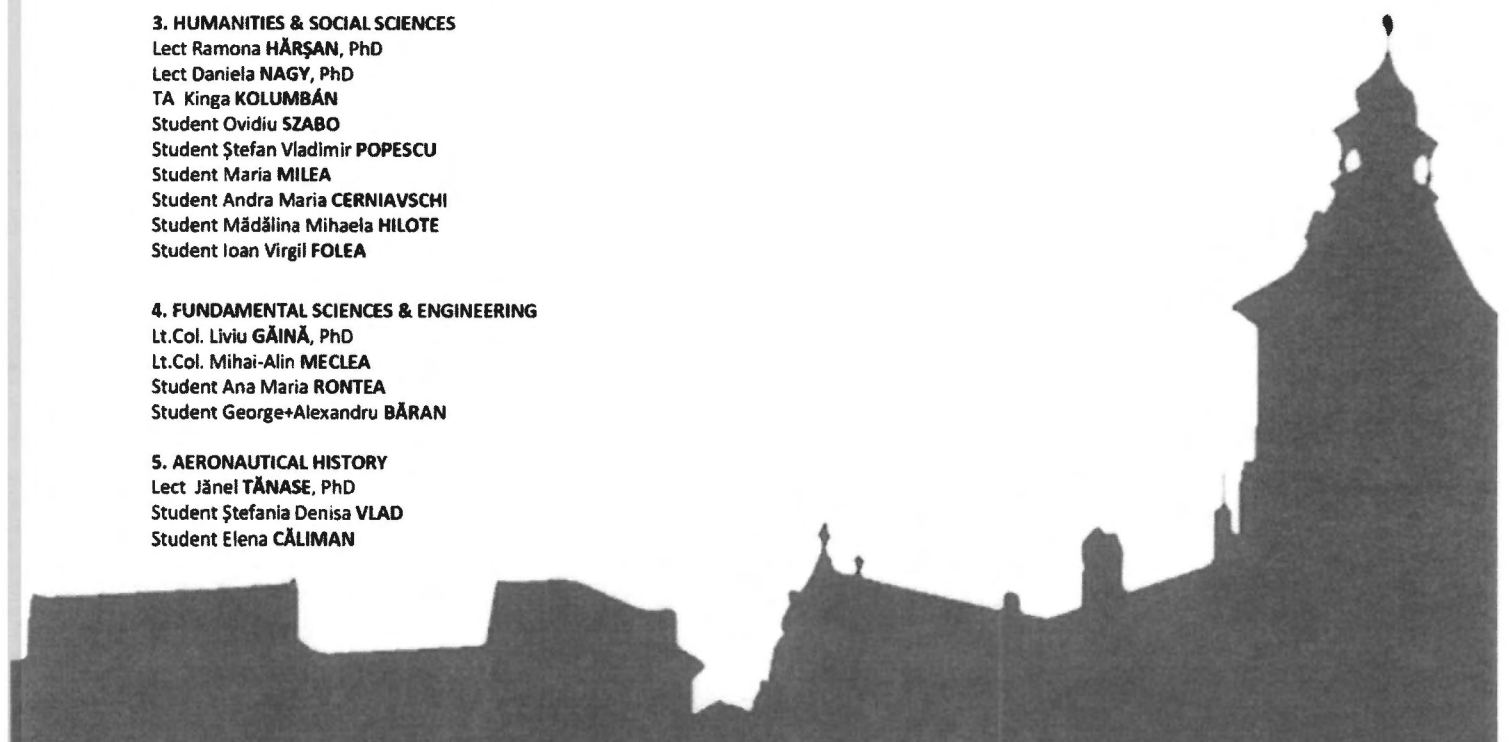 3. HUMANITIES & SOCIAL SCIENCES
Lect Ramona HĂRŞAN, PhD
Lect Daniela NAGY, PhD
TA Kinga KOLUMBÁN
Student Ovidiu SZABO
Student Ştefan Vladimir POPESCU
Student Maria MILEA
Student Andra Maria CERNIAVSCHI
Student Mădălina Mihaela HILOTE
Student Ioan Virgil FOLEA
4. FUNDAMENTAL SCIENCES & ENGINEERING
Lt.Col. Liviu GĂINĂ, PhD
Lt.Col. Mihai-Alin MECLEA
Student Ana Maria RONTEA
Student George+Alexandru BĂRAN
5. AERONAUTICAL HISTORY
Lect Jănel TĂNASE, PhD
Student Ştefania Denisa VLAD
Student Elena CĂLIMAN